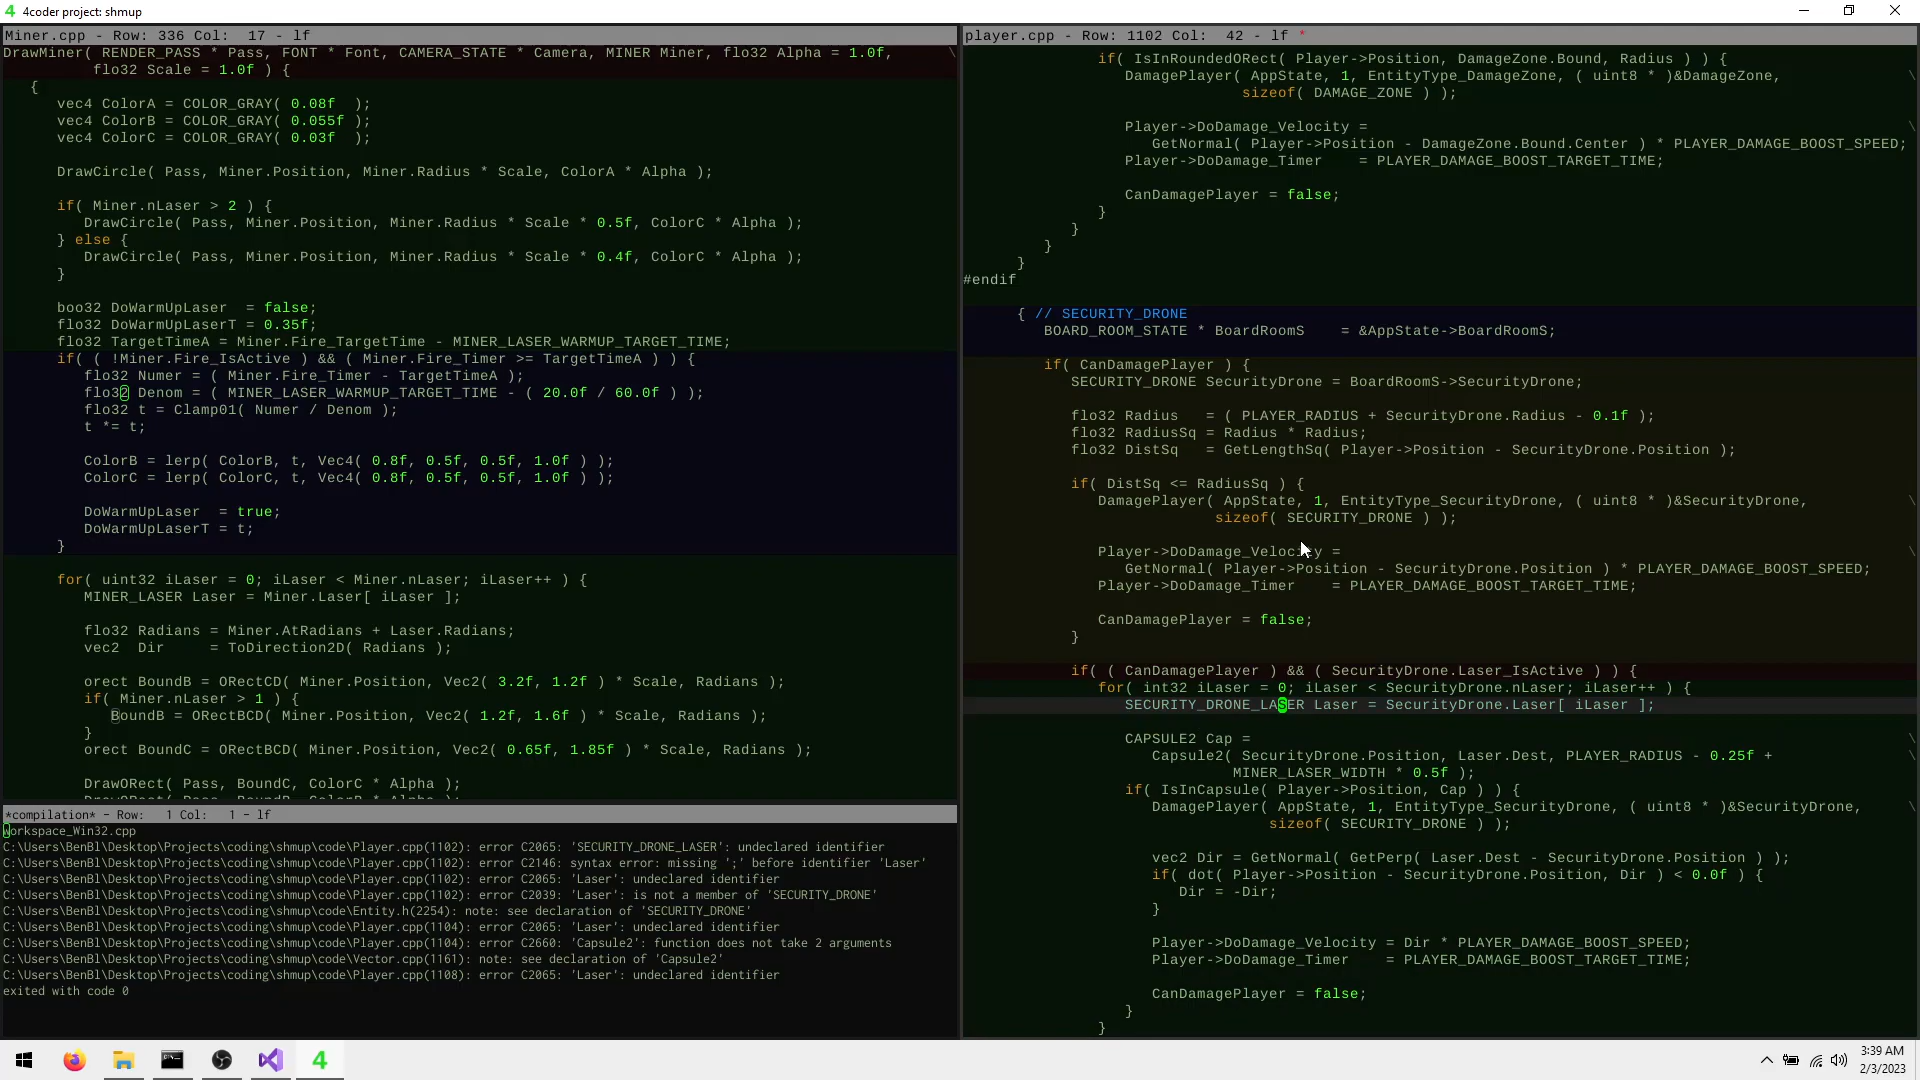 4 4coder project: shmup
Miner.cpp - Row: 336 Col:  17 - lf
DrawMiner( RENDER_PASS * Pass, FONT * Font, CAMERA_STATE * Camera, MINER Miner, flo32 Alpha = 1.0f, \
flo32 Scale = 1.0f ) {
{
vec4 ColorA = COLOR_GRAY( 0.08f  );
vec4 ColorB = COLOR_GRAY( 0.055f );
vec4 ColorC = COLOR_GRAY( 0.03f  );
DrawCircle( Pass, Miner.Position, Miner.Radius * Scale, ColorA * Alpha );
if( Miner.nLaser > 2 ) {
DrawCircle( Pass, Miner.Position, Miner.Radius * Scale * 0.5f, ColorC * Alpha );
} else {
DrawCircle( Pass, Miner.Position, Miner.Radius * Scale * 0.4f, ColorC * Alpha );
}
boo32 DoWarmUpLaser  = false;
flo32 DoWarmUpLaserT = 0.35f;
flo32 TargetTimeA = Miner.Fire_TargetTime - MINER_LASER_WARMUP_TARGET_TIME;
if( ( !Miner.Fire_IsActive ) && ( Miner.Fire_Timer >= TargetTimeA ) ) {
flo32 Numer = ( Miner.Fire_Timer - TargetTimeA );
flo32 Denom = ( MINER_LASER_WARMUP_TARGET_TIME - ( 20.0f / 60.0f ) );
flo32 t = Clamp01( Numer / Denom );
t *= t;
ColorB = lerp( ColorB, t, Vec4( 0.8f, 0.5f, 0.5f, 1.0f ) );
ColorC = lerp( ColorC, t, Vec4( 0.8f, 0.5f, 0.5f, 1.0f ) );
DoWarmUpLaser  = true;
DoWarmUpLaserT = t;
}
for( uint32 iLaser = 0; iLaser < Miner.nLaser; iLaser++ ) {
MINER_LASER Laser = Miner.Laser[ iLaser ];
flo32 Radians = Miner.AtRadians + Laser.Radians;
vec2  Dir     = ToDirection2D( Radians );
orect BoundB = ORectCD( Miner.Position, Vec2( 3.2f, 1.2f ) * Scale, Radians );
if( Miner.nLaser > 1 ) {
BoundB = ORectBCD( Miner.Position, Vec2( 1.2f, 1.6f ) * Scale, Radians );
}
orect BoundC = ORectBCD( Miner.Position, Vec2( 0.65f, 1.85f ) * Scale, Radians );
DrawORect( Pass, BoundC, ColorC * Alpha );
DrawORect( Pass, BoundB, ColorB * Alpha );
*compilation* - Row:   1 Col:   1 - lf
workspace_Win32.cpp
C:\Users\BenBl\Desktop\Projects\coding\shmup\code\Player.cpp(1102): error C2065: 'SECURITY_DRONE_LASER': undeclared identifier
C:\Users\BenBl\Desktop\Projects\coding\shmup\code\Player.cpp(1102): error C2146: syntax error: missing ';' before identifier 'Laser'
C:\Users\BenBl\Desktop\Projects\coding\shmup\code\Player.cpp(1102): error C2065: 'Laser': undeclared identifier
C:\Users\BenBl\Desktop\Projects\coding\shmup\code\Player.cpp(1102): error C2039: 'Laser': is not a member of 'SECURITY_DRONE'
C:\Users\BenBl\Desktop\Projects\coding\shmup\code\Entity.h(2254): note: see declaration of 'SECURITY_DRONE'
C:\Users\BenBl\Desktop\Projects\coding\shmup\code\Player.cpp(1104): error C2065: 'Laser': undeclared identifier
C:\Users\BenBl\Desktop\Projects\coding\shmup\code\Player.cpp(1104): error C2660: 'Capsule2': function does not take 2 arguments
C:\Users\BenBl\Desktop\Projects\coding\shmup\code\Vector.cpp(1161): note: see declaration of 'Capsule2'
C:\Users\BenBl\Desktop\Projects\coding\shmup\code\Player.cpp(1108): error C2065: 'Laser': undeclared identifier
exited with code 0
player.cpp - Row: 1102 Col:  42 - lf *
if( IsInRoundedORect( Player->Position, DamageZone.Bound, Radius ) ) {
DamagePlayer( AppState, 1, EntityType_DamageZone, ( uint8 * )&DamageZone, \
sizeof( DAMAGE_ZONE ) );
Player->DoDamage_Velocity = \
GetNormal( Player->Position - DamageZone.Bound.Center ) * PLAYER_DAMAGE_BOOST_SPEED;
Player->DoDamage_Timer    = PLAYER_DAMAGE_BOOST_TARGET_TIME;
CanDamagePlayer = false;
}
}
}
}
#endif
{ // SECURITY_DRONE
BOARD_ROOM_STATE * BoardRoomS    = &AppState->BoardRoomS;
if( CanDamagePlayer ) {
SECURITY_DRONE SecurityDrone = BoardRoomS->SecurityDrone;
flo32 Radius   = ( PLAYER_RADIUS + SecurityDrone.Radius - 0.1f );
flo32 RadiusSq = Radius * Radius;
flo32 DistSq   = GetLengthSq( Player->Position - SecurityDrone.Position );
if( DistSq <= RadiusSq ) {
DamagePlayer( AppState, 1, EntityType_SecurityDrone, ( uint8 * )&SecurityDrone, \
sizeof( SECURITY_DRONE ) );
Player->DoDamage_Velocity = \
GetNormal( Player->Position - SecurityDrone.Position ) * PLAYER_DAMAGE_BOOST_SPEED;
Player->DoDamage_Timer    = PLAYER_DAMAGE_BOOST_TARGET_TIME;
CanDamagePlayer = false;
}
if( ( CanDamagePlayer ) && ( SecurityDrone.Laser_IsActive ) ) {
for( int32 iLaser = 0; iLaser < SecurityDrone.nLaser; iLaser++ ) {
SECURITY_DRONE_LASER Laser = SecurityDrone.Laser[ iLaser ];
CAPSULE2 Cap = \
Capsule2( SecurityDrone.Position, Laser.Dest, PLAYER_RADIUS - 0.25f + \
MINER_LASER_WIDTH * 0.5f );
if( IsInCapsule( Player->Position, Cap ) ) {
DamagePlayer( AppState, 1, EntityType_SecurityDrone, ( uint8 * )&SecurityDrone, \
sizeof( SECURITY_DRONE ) );
vec2 Dir = GetNormal( GetPerp( Laser.Dest - SecurityDrone.Position ) );
if( dot( Player->Position - SecurityDrone.Position, Dir ) < 0.0f ) {
Dir = -Dir;
}
Player->DoDamage_Velocity = Dir * PLAYER_DAMAGE_BOOST_SPEED;
Player->DoDamage_Timer    = PLAYER_DAMAGE_BOOST_TARGET_TIME;
CanDamagePlayer = false;
}
}
4
3:39 AM
2/3/2023